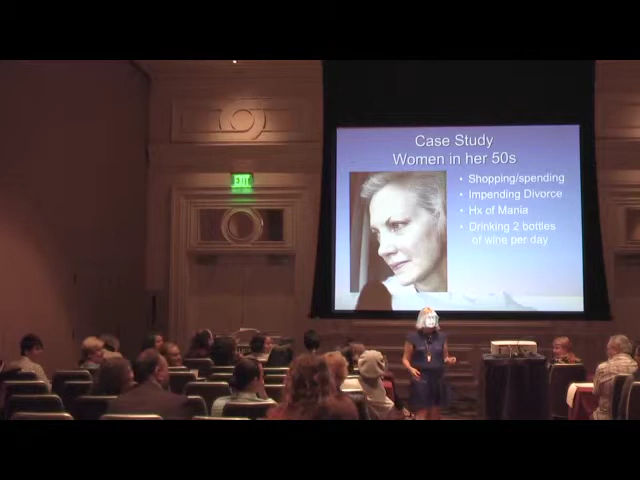 Case Study
Women in her 50s
• Shopping/spending
• Impending Divorce
• Hx of Mania
• Drinking 2 bottles
of wine per day
EXIT